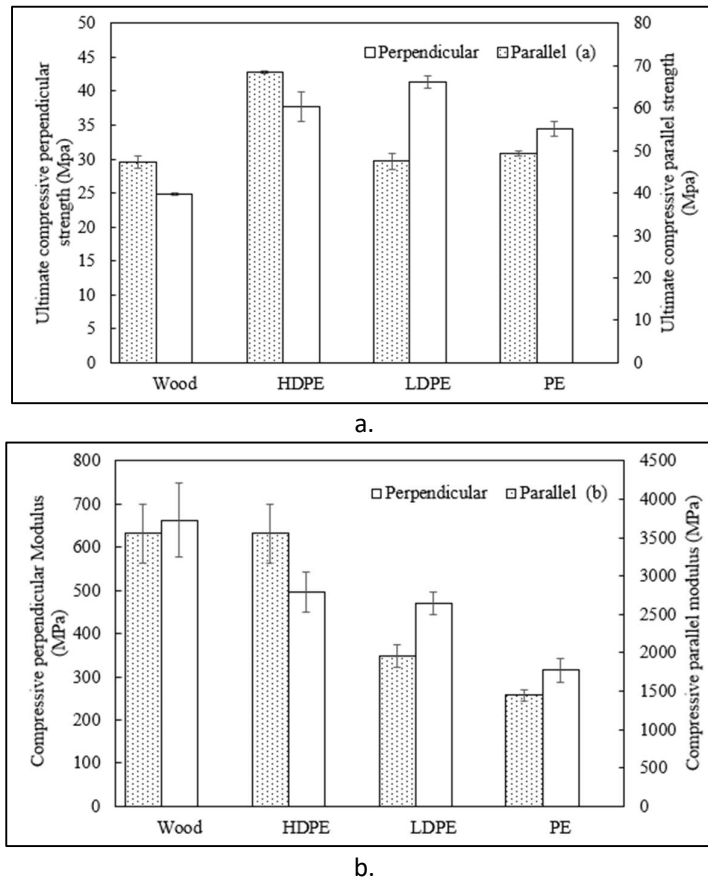 Ultimate compressive perpendicular
strength (Mpa)
50
45
40
35
30
25
20
15
10
5
0
Perpendicular
Parallel (a)
80
70
60
50
40
30
20
10
0
Ultimate compressive parallel strength
(Mpa)
Wood
HDPE
LDPE
PE
a.
Compressive perpendicular Modulus
(MPa)
800
700
600
500
400
300
200
100
0
Perpendicular
Parallel (b)
4500
4000
3500
3000
2500
2000
1500
1000
500
0
Compressive parallel modulus (MPa)
Wood
HDPE
LDPE
PE
b.